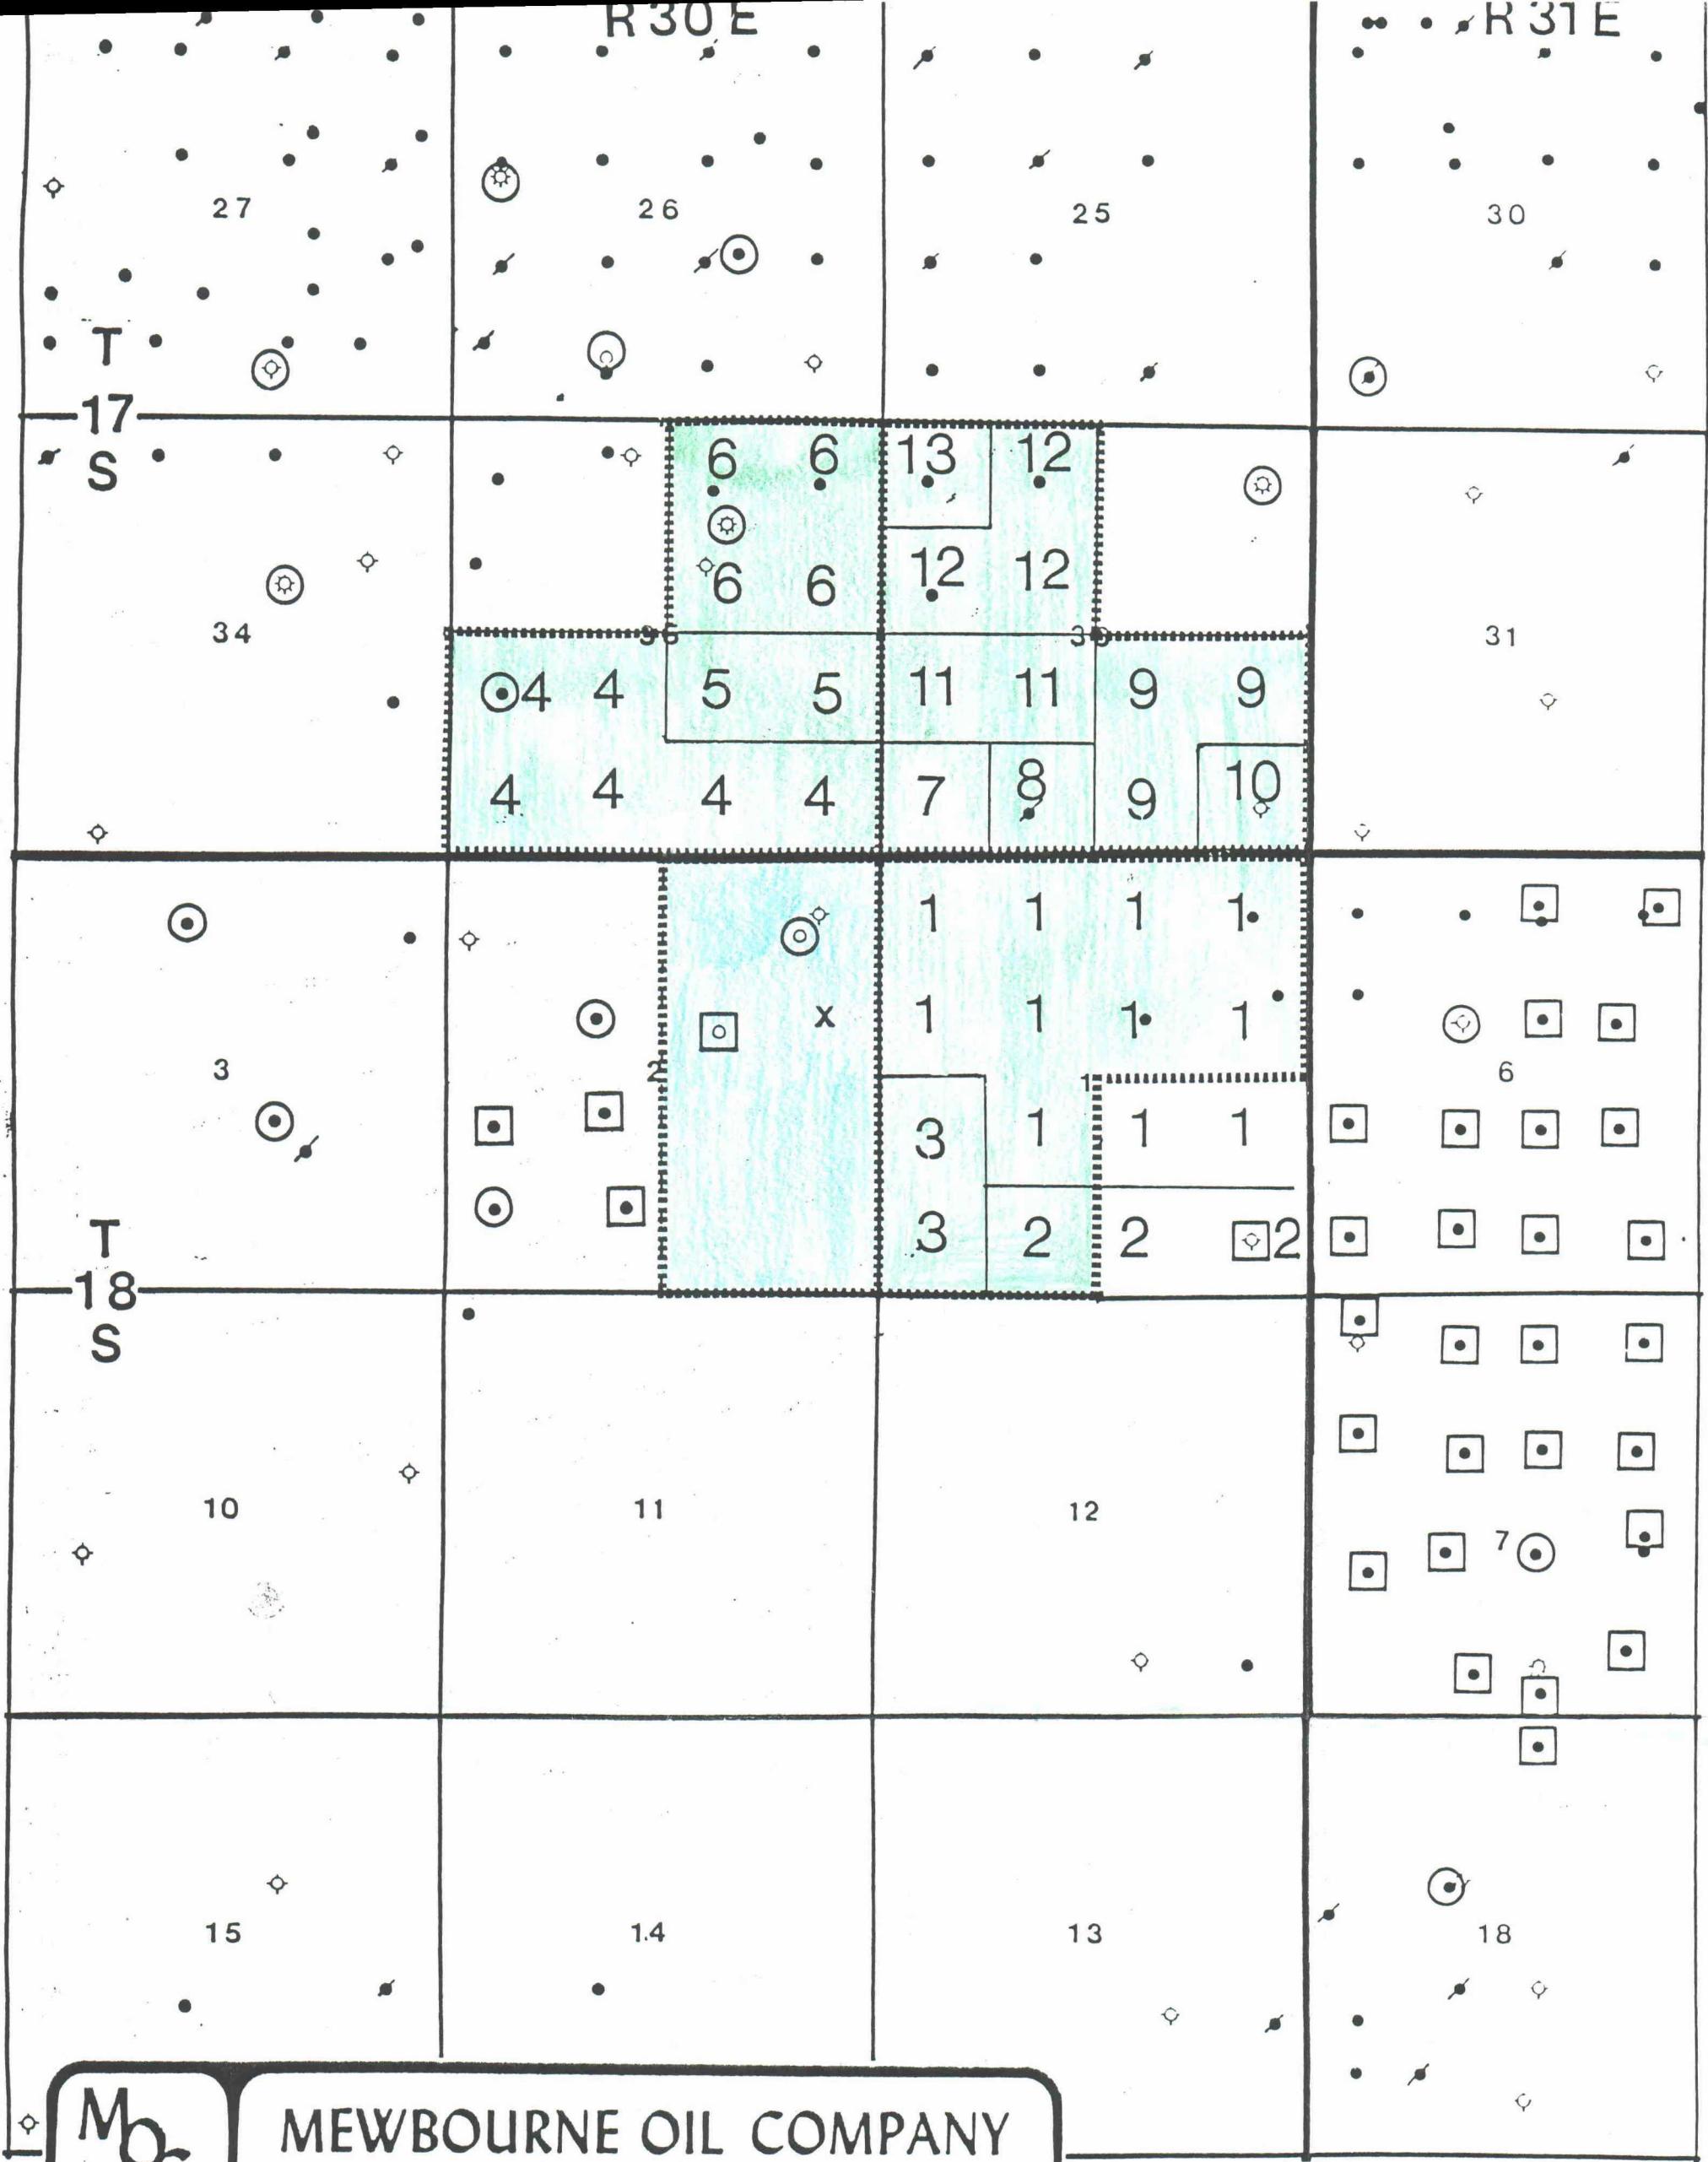 R 30 E R 31 E
27 26 25 30
T
17
S
6 6 13 12
6 6 12 12
34 31
4 4 5 5 11 11 9 9
4 4 4 4 7 8 9 10
1 1 1 1
x
1 1 1 1
3 2 1 6
3 1 1 1
3 2 2 2
T
18
S
10 11 12
7
15 14 13 18
MEWBOURNE OIL COMPANY